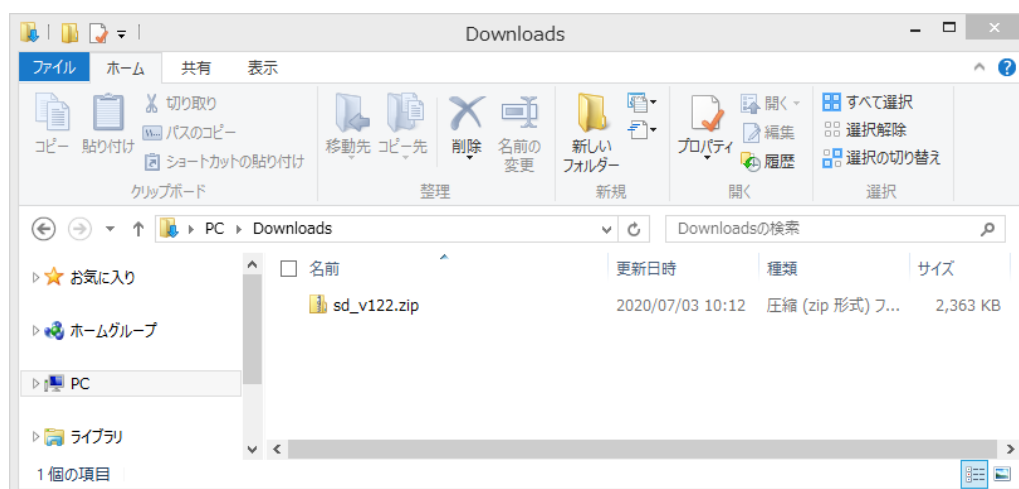 Downloads
ファイル ホーム 共有 表示
コピー 貼り付け 切り取り パスのコピー ショートカットの貼り付け
移動先 コピー先 削除 名前の変更
新しいフォルダー
プロパティ 開く 編集 履歴
すべて選択 選択解除 選択の切り替え
クリップボード 整理 新規 開く 選択
PC Downloads Downloadsの検索
名前 更新日時 種類 サイズ
sd_v122.zip 2020/07/03 10:12 圧縮 (zip 形式) フ... 2,363 KB
お気に入り
ホームグループ
PC
ライブラリ
1 個の項目